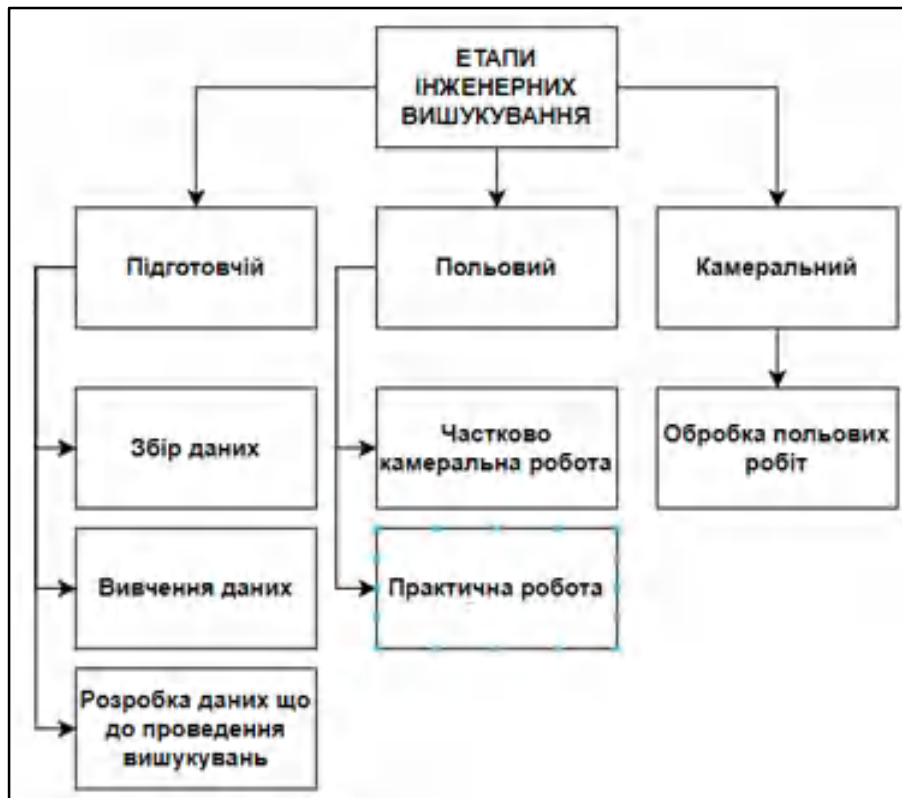 ЕТАПИ
ІНЖЕНЕРНИХ
ВИШУКУВАННЯ
Підготовчій
Польовий
Камеральний
Збір даних
Частково
камеральна робота
Обробка польових
робіт
Вивчення даних
Практична робота
Розробка даних що
до проведення
вишукувань